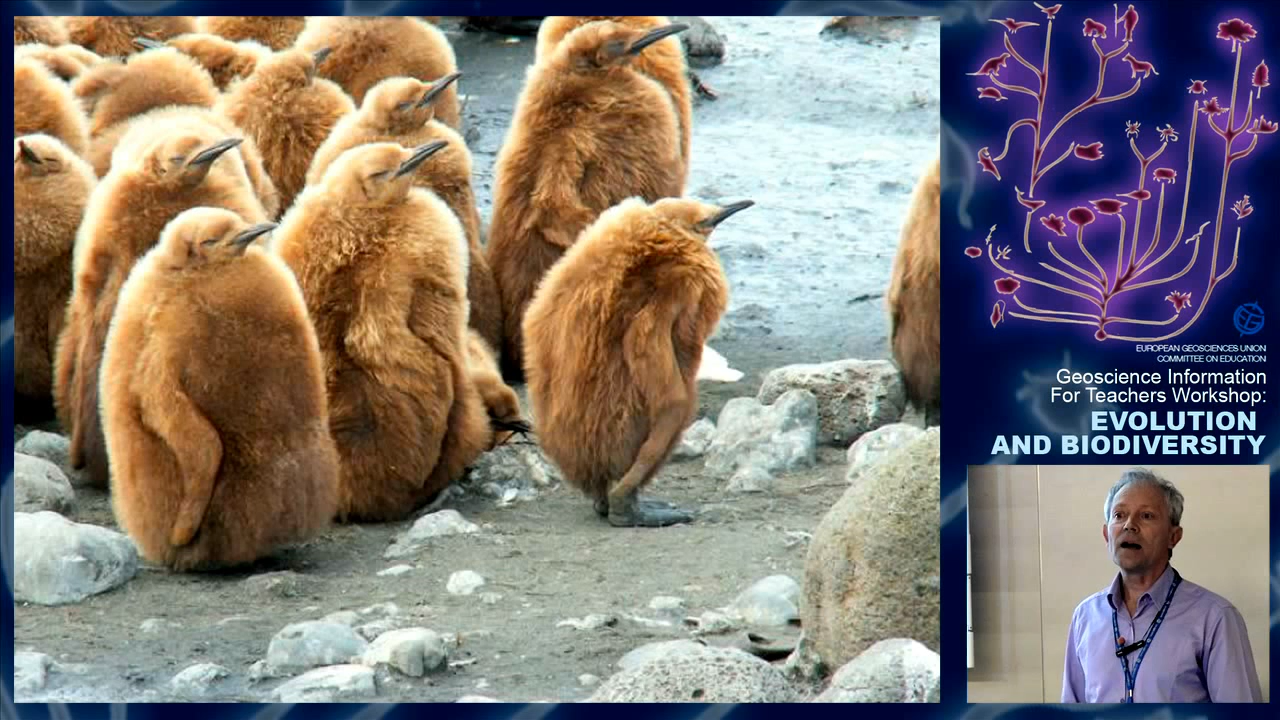 EUROPEAN GEOSCIENCES UNION
COMMITTEE ON EDUCATION
Geoscience Information
For Teachers Workshop:
EVOLUTION
AND BIODIVERSITY